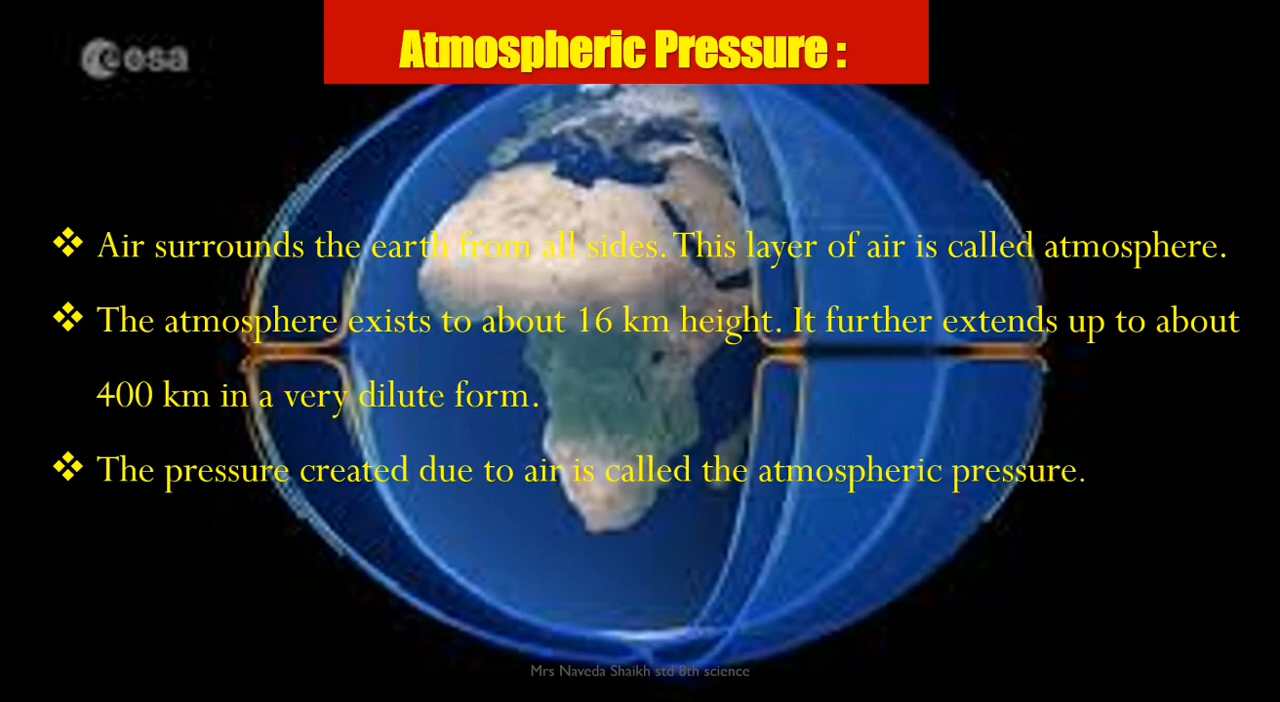 esa
Atmospheric Pressure :
❖ Air surrounds the earth from all sides. This layer of air is called atmosphere.
❖ The atmosphere exists to about 16 km height. It further extends up to about
400 km in a very dilute form.
❖ The pressure created due to air is called the atmospheric pressure.
Mrs Naveda Shaikh std 8th science